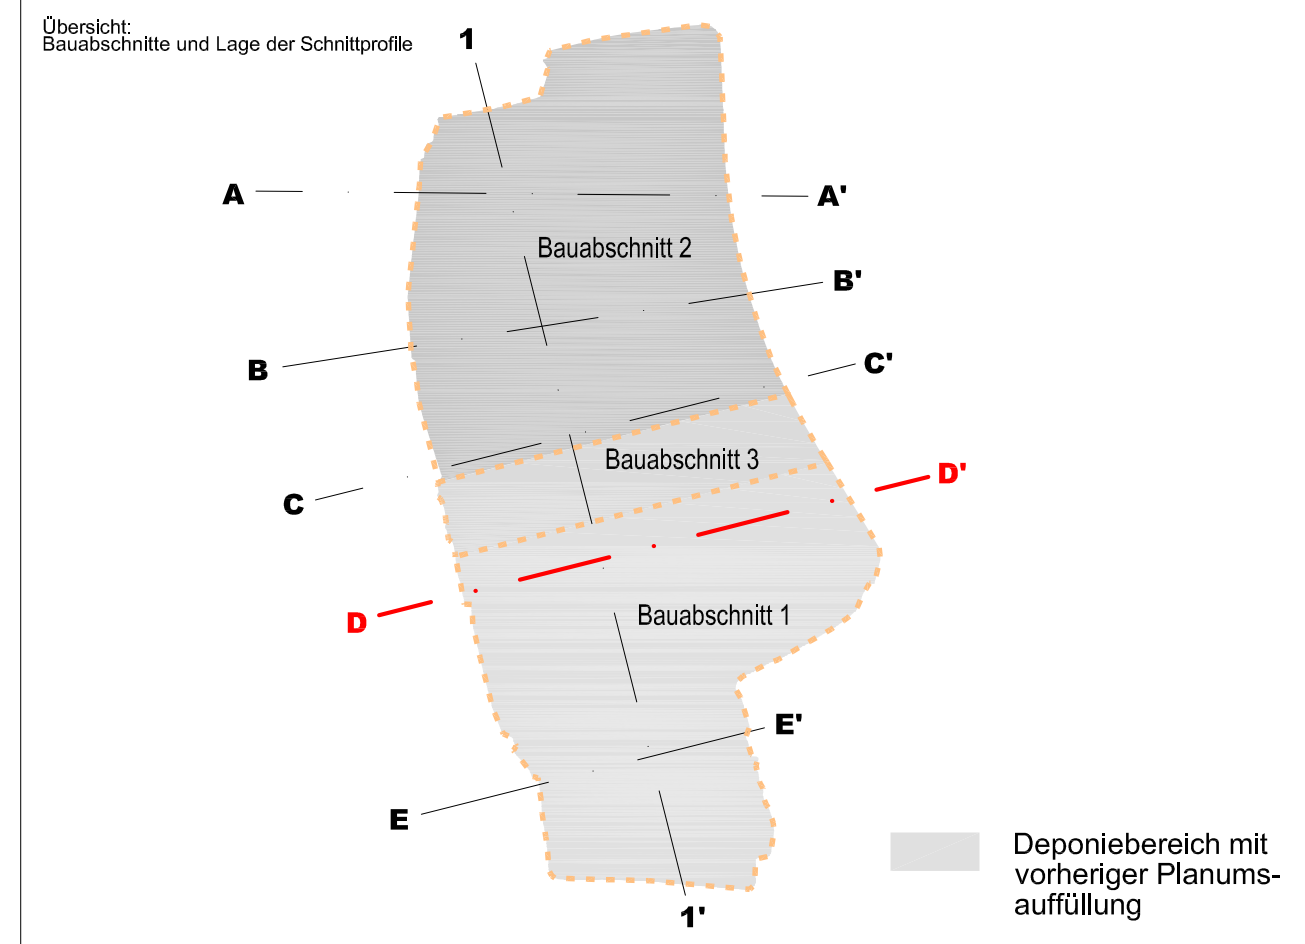 Übersicht:
Bauabschnitte und Lage der Schnittprofile
1
A
A'
Bauabschnitt 2
B'
B
C'
Bauabschnitt 3
D'
C
D
Bauabschnitt 1
E'
E
Deponiebereich mit
vorheriger Planums-
auffüllung
1'